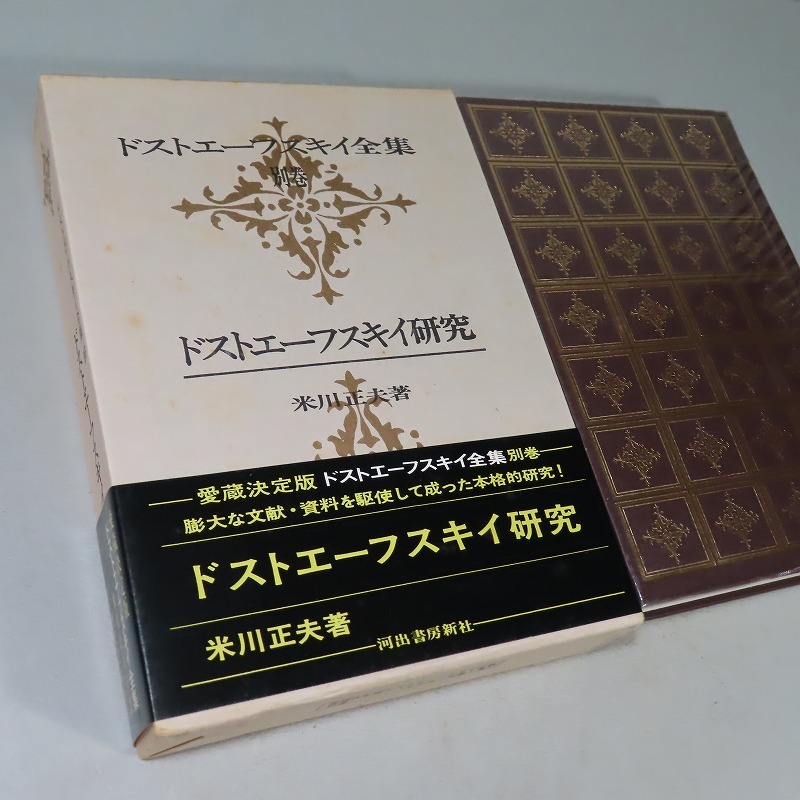 ドストエーフスキイ全集
別巻
ドストエーフスキイ研究
米川正夫著
愛蔵決定版 ドストエーフスキイ全集別巻
膨大な文献・資料を駆使して成った本格的研究!
ドストエーフスキイ研究
米川正夫著
河出書房新社